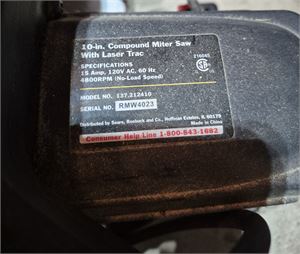 10-in. Compound Miter Saw
With Laser Trac
SPECIFICATIONS
15 Amp, 120V AC, 60 Hz
4800RPM (No-Load Speed)
MODEL NO. 137.212410
SERIAL NO. RMW4023
Distributed by Sears, Roebuck and Co., Hoffman Estates, IL 60179
Made in China
Consumer Help Line 1-800-843-1682